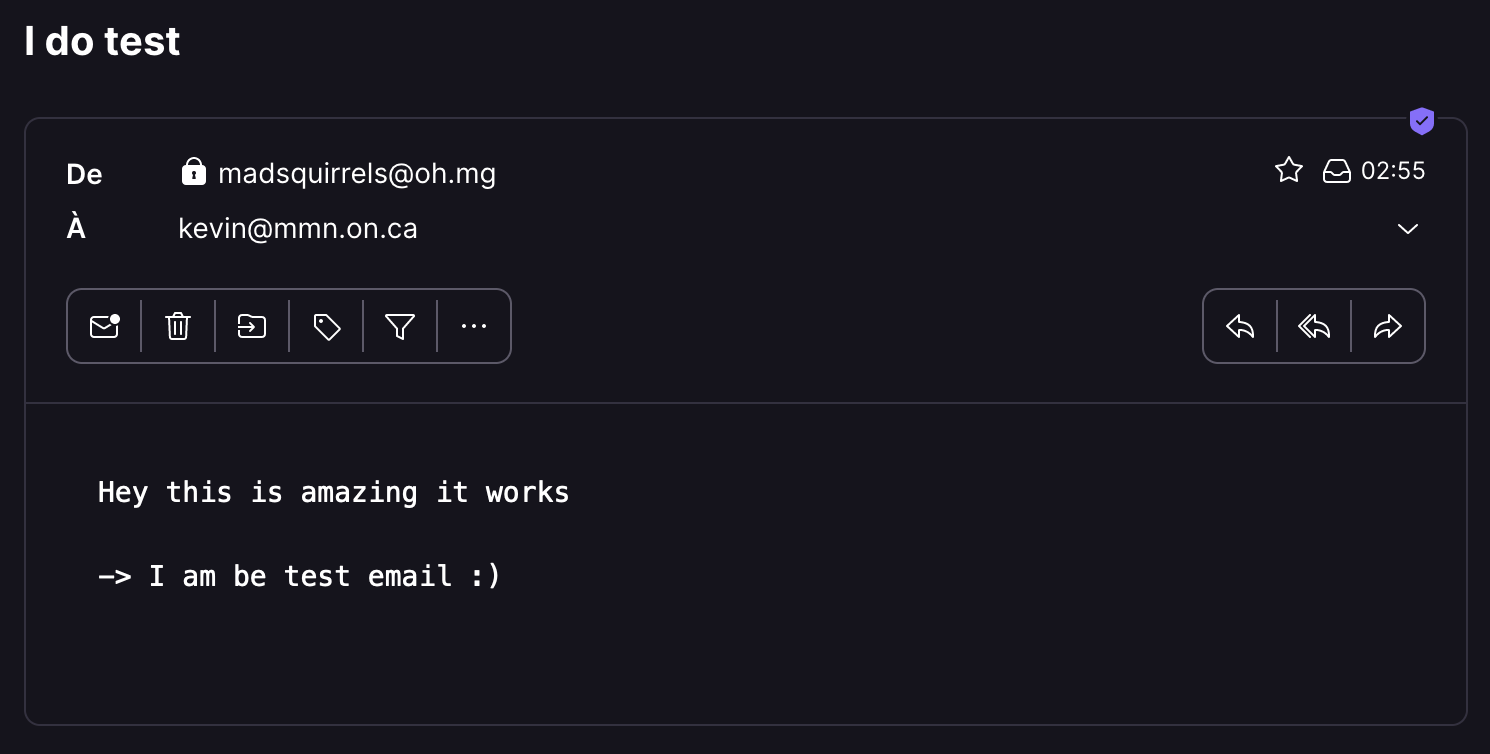 I do test
De madsquirrels@oh.mg 02:55
À kevin@mmn.on.ca
Hey this is amazing it works
—> I am be test email :)